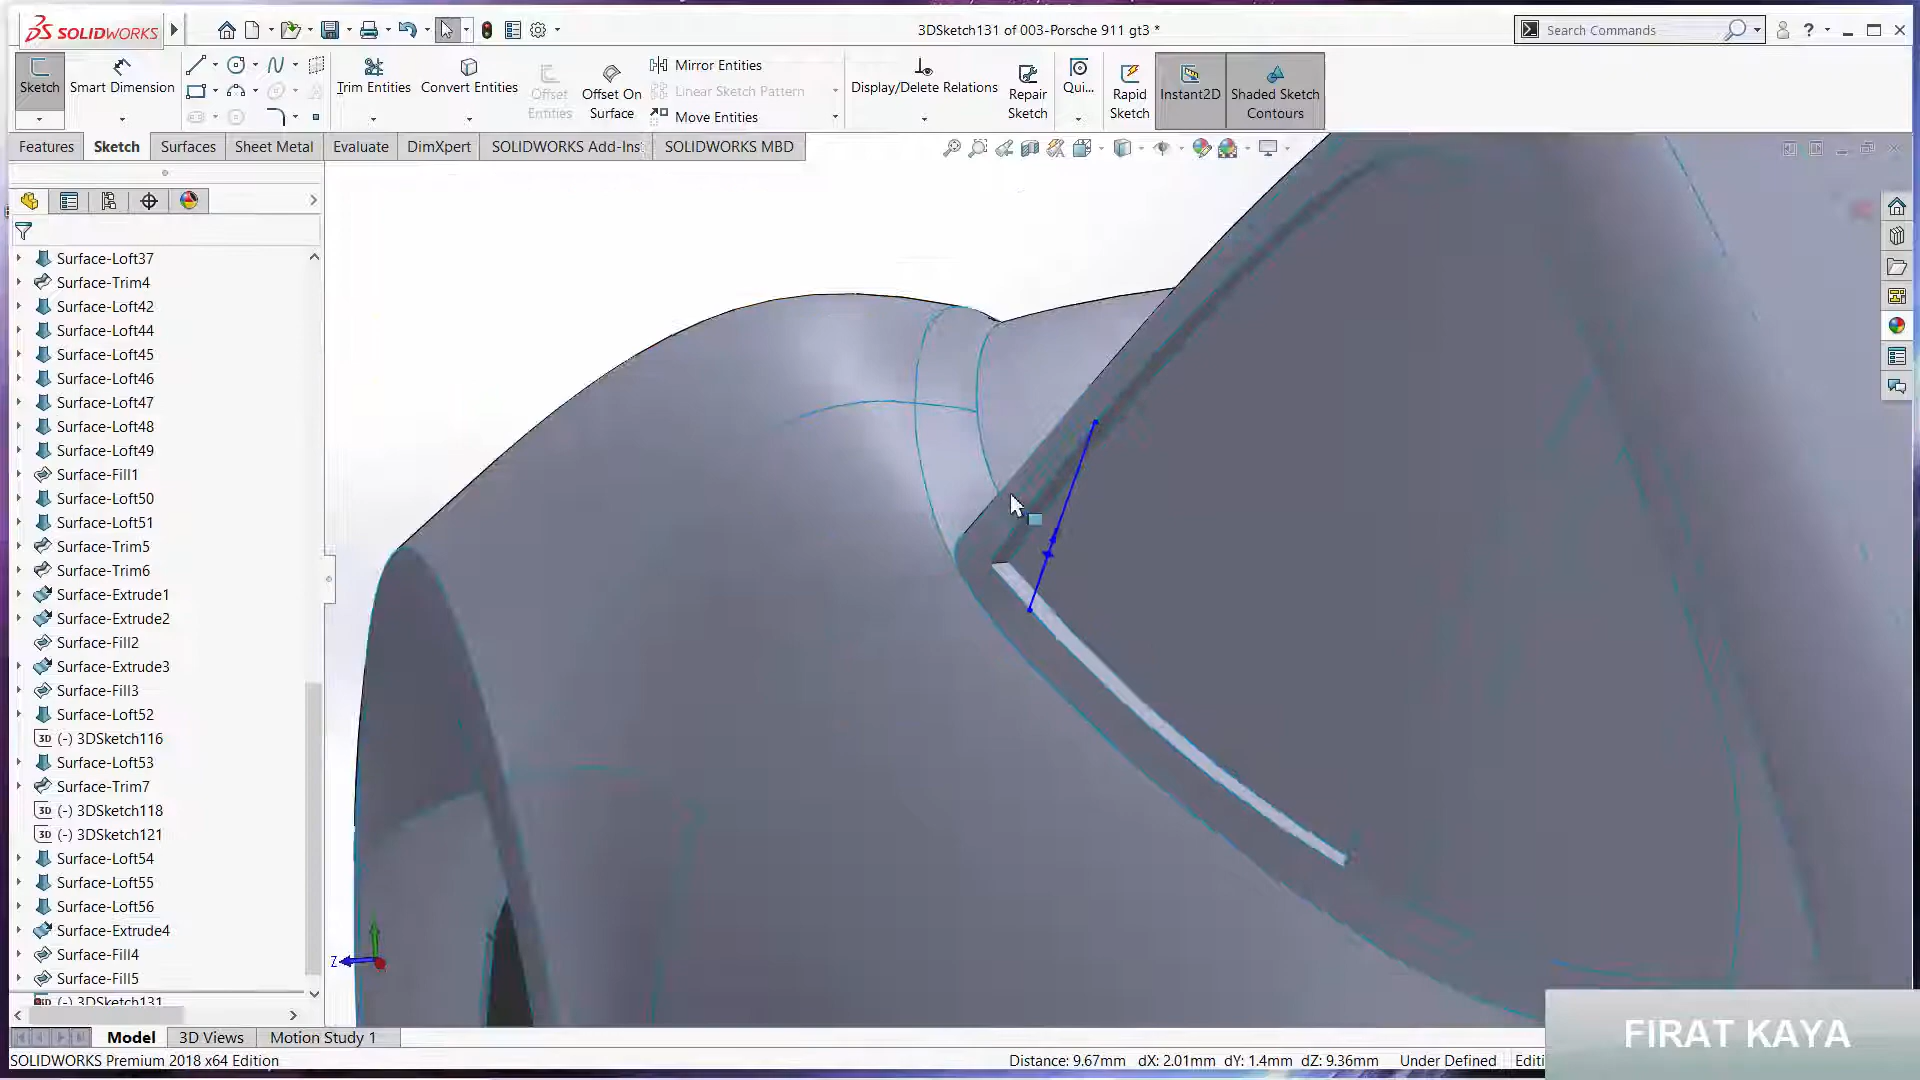 SOLIDWORKS
3DSketch131 of 003-Porsche 911 gt3 *
Search Commands
Sketch
Smart Dimension
Trim Entities
Convert Entities
Offset Entities
Offset On Surface
Mirror Entities
Linear Sketch Pattern
Move Entities
Display/Delete Relations
Repair Sketch
Qui...
Rapid Sketch
Instant2D
Shaded Sketch Contours
Features
Sketch
Surfaces
Sheet Metal
Evaluate
DimXpert
SOLIDWORKS Add-Ins
SOLIDWORKS MBD
Surface-Loft37
Surface-Trim4
Surface-Loft42
Surface-Loft44
Surface-Loft45
Surface-Loft46
Surface-Loft47
Surface-Loft48
Surface-Loft49
Surface-Fill1
Surface-Loft50
Surface-Loft51
Surface-Trim5
Surface-Trim6
Surface-Extrude1
Surface-Extrude2
Surface-Fill2
Surface-Extrude3
Surface-Fill3
Surface-Loft52
3D (-) 3DSketch116
Surface-Loft53
Surface-Trim7
3D (-) 3DSketch118
3D (-) 3DSketch121
Surface-Loft54
Surface-Loft55
Surface-Loft56
Surface-Extrude4
Surface-Fill4
Surface-Fill5
(-) 3DSketch131
Z
Model
3D Views
Motion Study 1
FIRAT KAYA
SOLIDWORKS Premium 2018 x64 Edition
Distance: 9.67mm dX: 2.01mm dY: 1.4mm dZ: 9.36mm
Under Defined
Editi